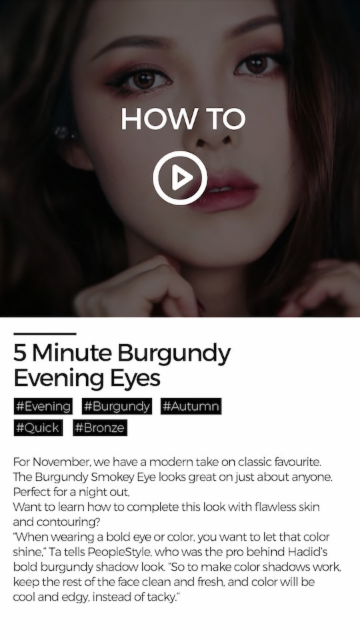 HOW TO
5 Minute Burgundy
Evening Eyes
#Evening #Burgundy #Autumn
#Quick #Bronze
For November, we have a modern take on classic favourite.
The Burgundy Smokey Eye looks great on just about anyone.
Perfect for a night out,
Want to learn how to complete this look with flawless skin
and contouring?
"When wearing a bold eye or color, you want to let that color
shine," Ta tells PeopleStyle, who was the pro behind Hadid's
bold burgundy shadow look. "So to make color shadows work,
keep the rest of the face clean and fresh, and color will be
cool and edgy, instead of tacky."